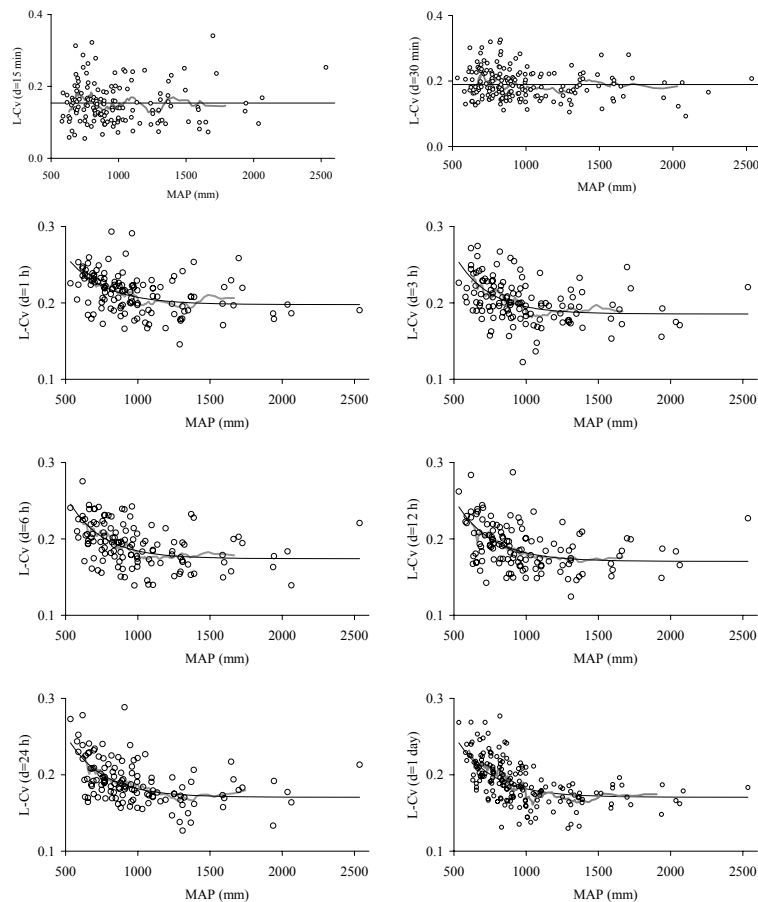 L-Cv (d=15 min)
0.4
0.2
0.0
500 1000 1500 2000 2500
MAP (mm)
L-Cv (d=30 min)
0.4
0.2
0.0
500 1000 1500 2000 2500
MAP (mm)
L-Cv (d=1 h)
0.3
0.2
0.1
500 1000 1500 2000 2500
MAP (mm)
L-Cv (d=3 h)
0.3
0.2
0.1
500 1000 1500 2000 2500
MAP (mm)
L-Cv (d=6 h)
0.3
0.2
0.1
500 1000 1500 2000 2500
MAP (mm)
L-Cv (d=12 h)
0.3
0.2
0.1
500 1000 1500 2000 2500
MAP (mm)
L-Cv (d=24 h)
0.3
0.2
0.1
500 1000 1500 2000 2500
MAP (mm)
L-Cv (d=1 day)
0.3
0.2
0.1
500 1000 1500 2000 2500
MAP (mm)